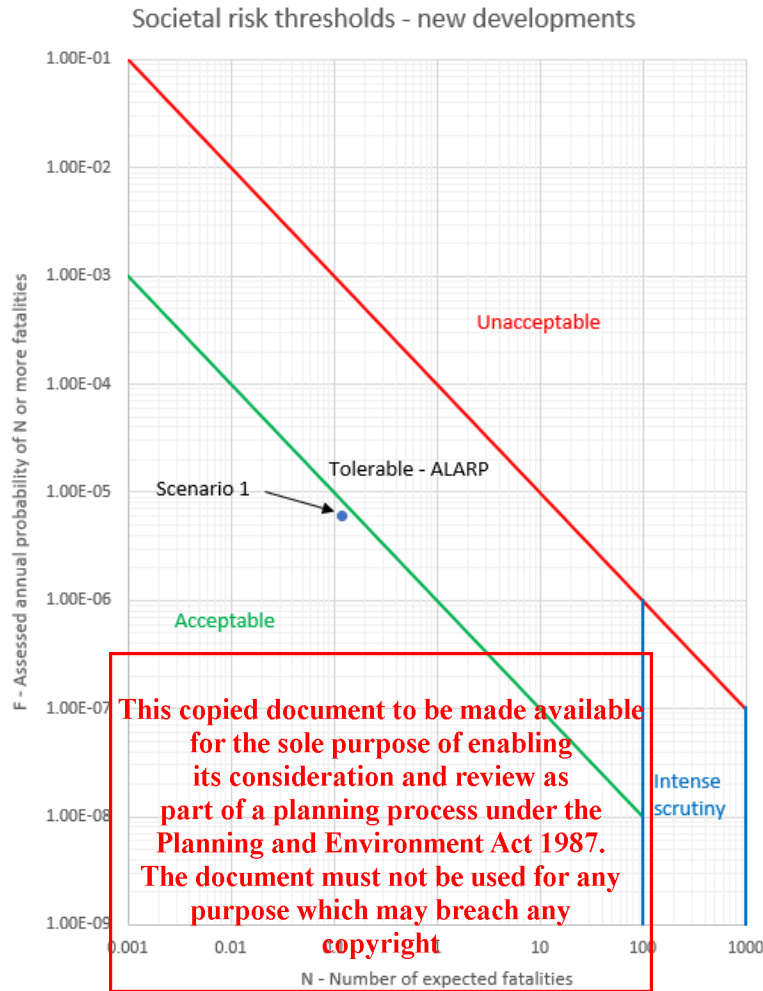 Societal risk thresholds - new developments
1.00E-01
1.00E-02
1.00E-03
1.00E-04
1.00E-05
1.00E-06
1.00E-07
1.00E-08
1.00E-09
F - Assessed annual probability of N or more fatalities
Unacceptable
Tolerable - ALARP
Scenario 1
Acceptable
Intense
scrutiny
This copied document to be made available
for the sole purpose of enabling
its consideration and review as
part of a planning process under the
Planning and Environment Act 1987.
The document must not be used for any
purpose which may breach any
copyright
0.001 0.01 10 100 1000
N - Number of expected fatalities